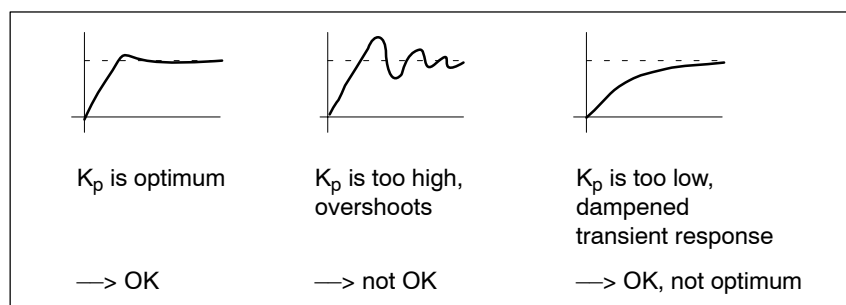 Kp is optimum
—> OK
Kp is too high,
overshoots
—> not OK
Kp is too low,
dampened
transient response
—> OK, not optimum